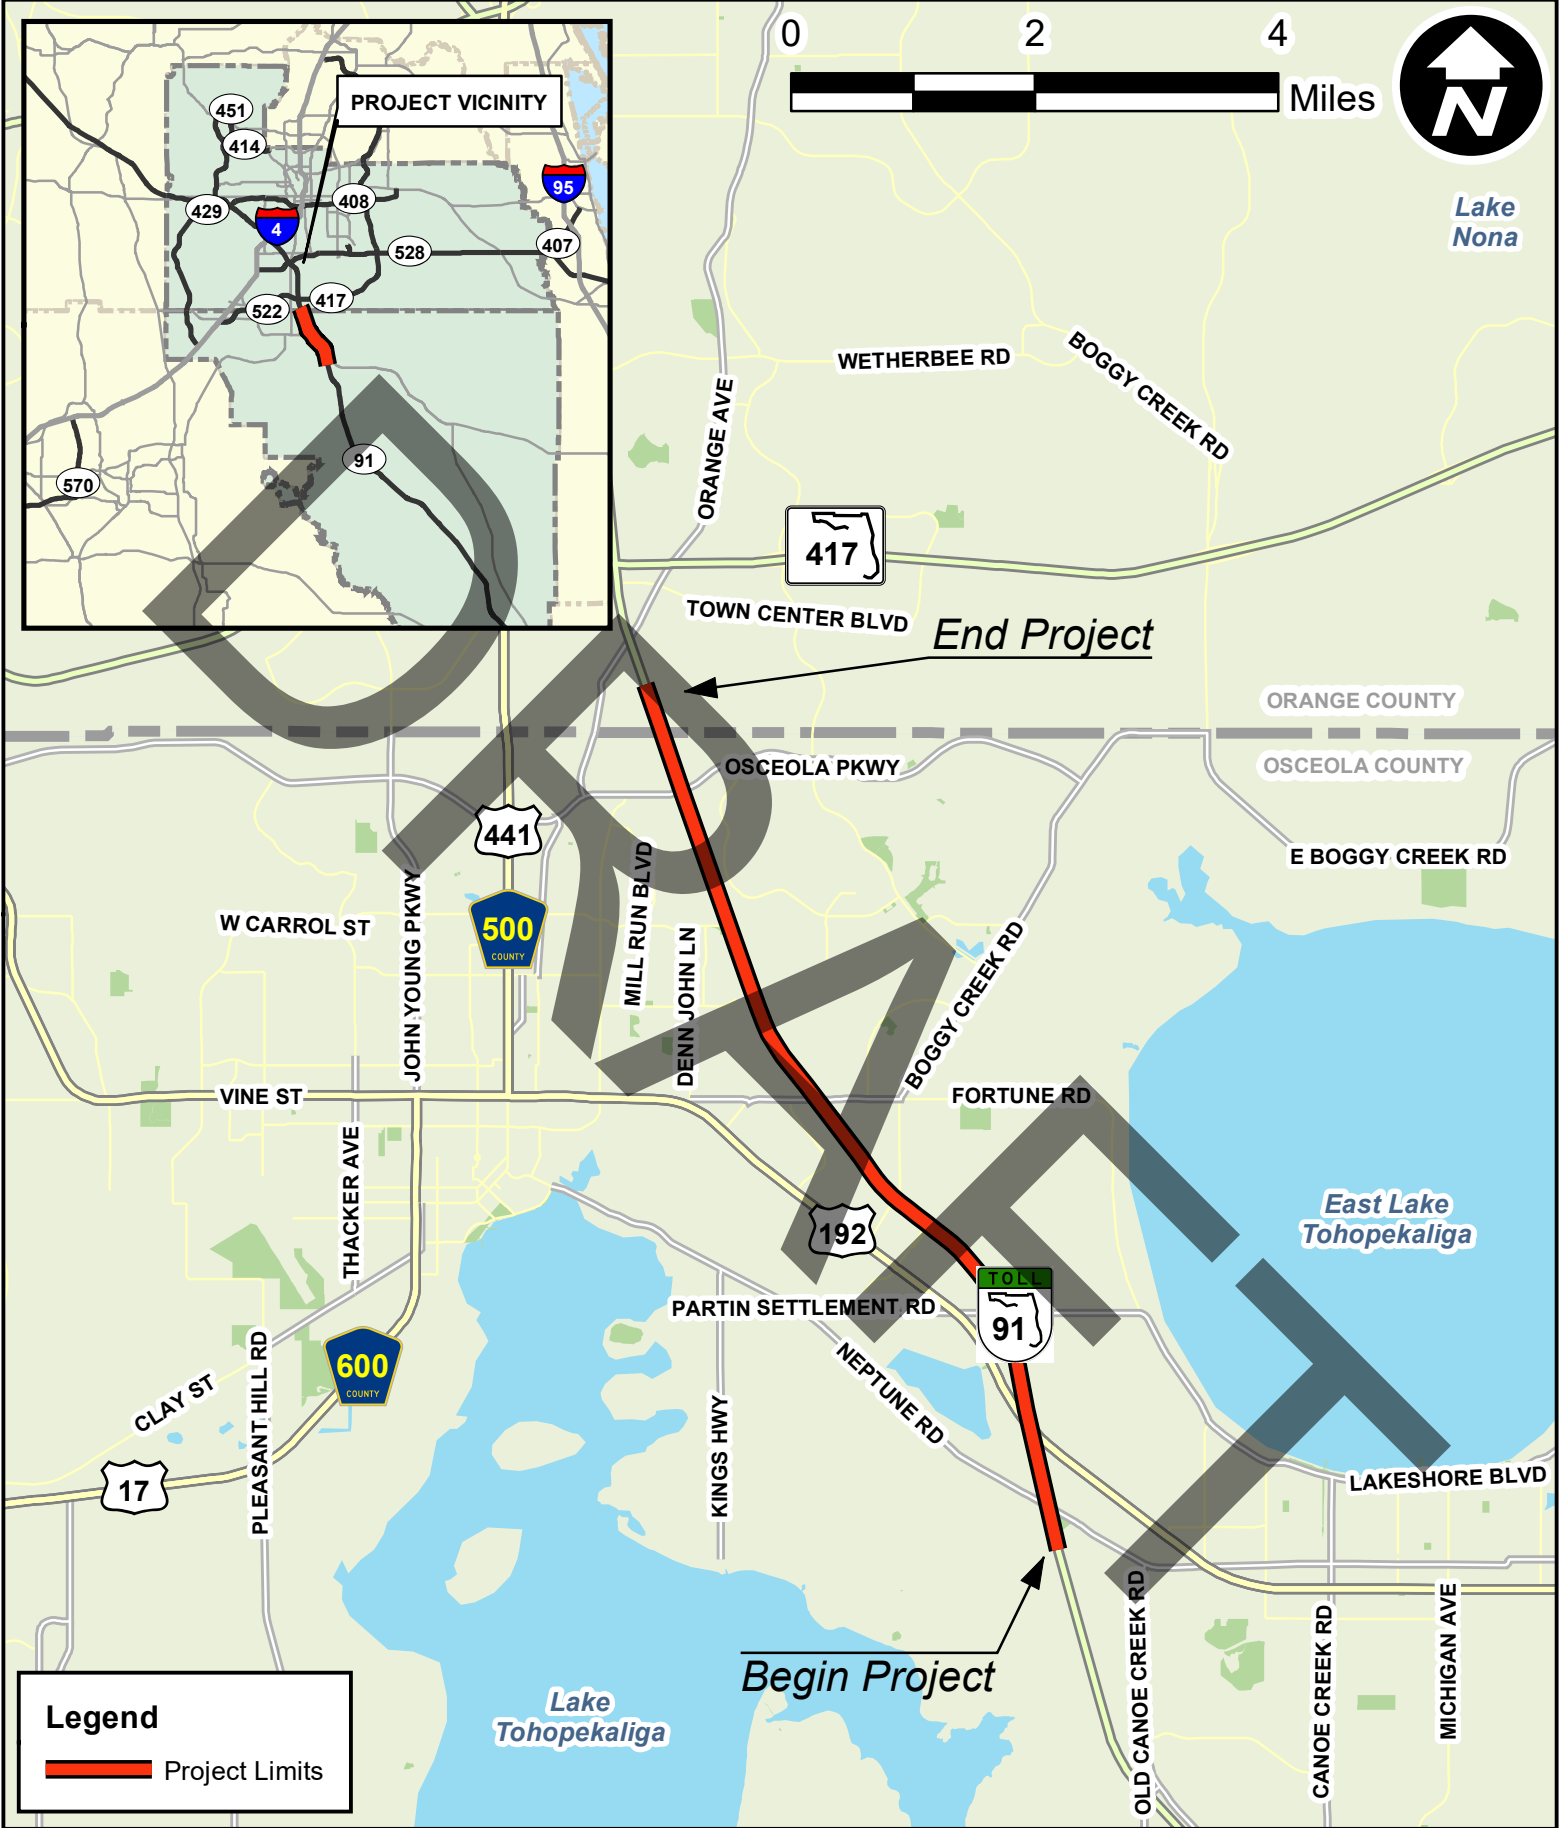 0 2 4
Miles
N
PROJECT VICINITY
451
414
429
4
408
95
528
407
522
417
91
570
Lake
Nona
WETHERBEE RD
BOGGY CREEK RD
ORANGE AVE
417
TOWN CENTER BLVD
End Project
ORANGE COUNTY
OSCEOLA COUNTY
OSCEOLA PKWY
441
E BOGGY CREEK RD
MILL RUN BLVD
JOHN YOUNG PKWY
W CARROL ST
500
COUNTY
DENN JOHN LN
BOGGY CREEK RD
VINE ST
FORTUNE RD
THACKER AVE
East Lake
Tohopekaliga
192
TOLL
91
PARTIN SETTLEMENT RD
NEPTUNE RD
600
COUNTY
CLAY ST
PLEASANT HILL RD
KINGS HWY
17
LAKESHORE BLVD
OLD CANOE CREEK RD
CANOE CREEK RD
MICHIGAN AVE
Begin Project
Lake
Tohopekaliga
Legend
Project Limits
DRAFT